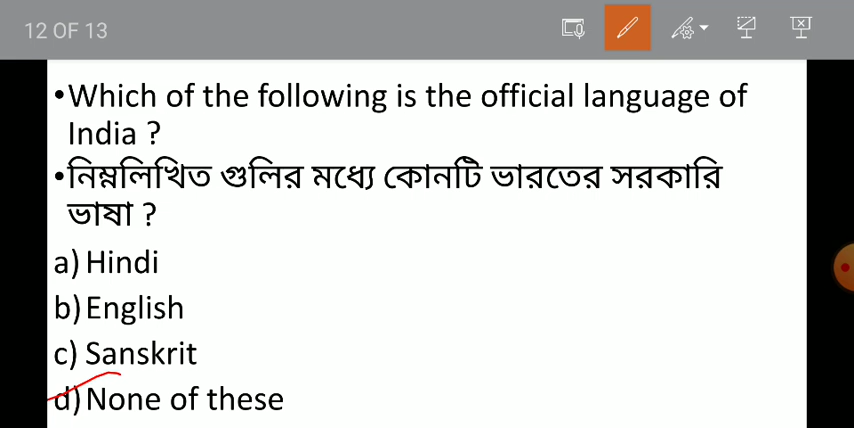 12 OF 13
•Which of the following is the official language of
India ?
•নিম্নলিখিত গুলির মধ্যে কোনটি ভারতের সরকারি
ভাষা ?
a) Hindi
b) English
c) Sanskrit
d) None of these